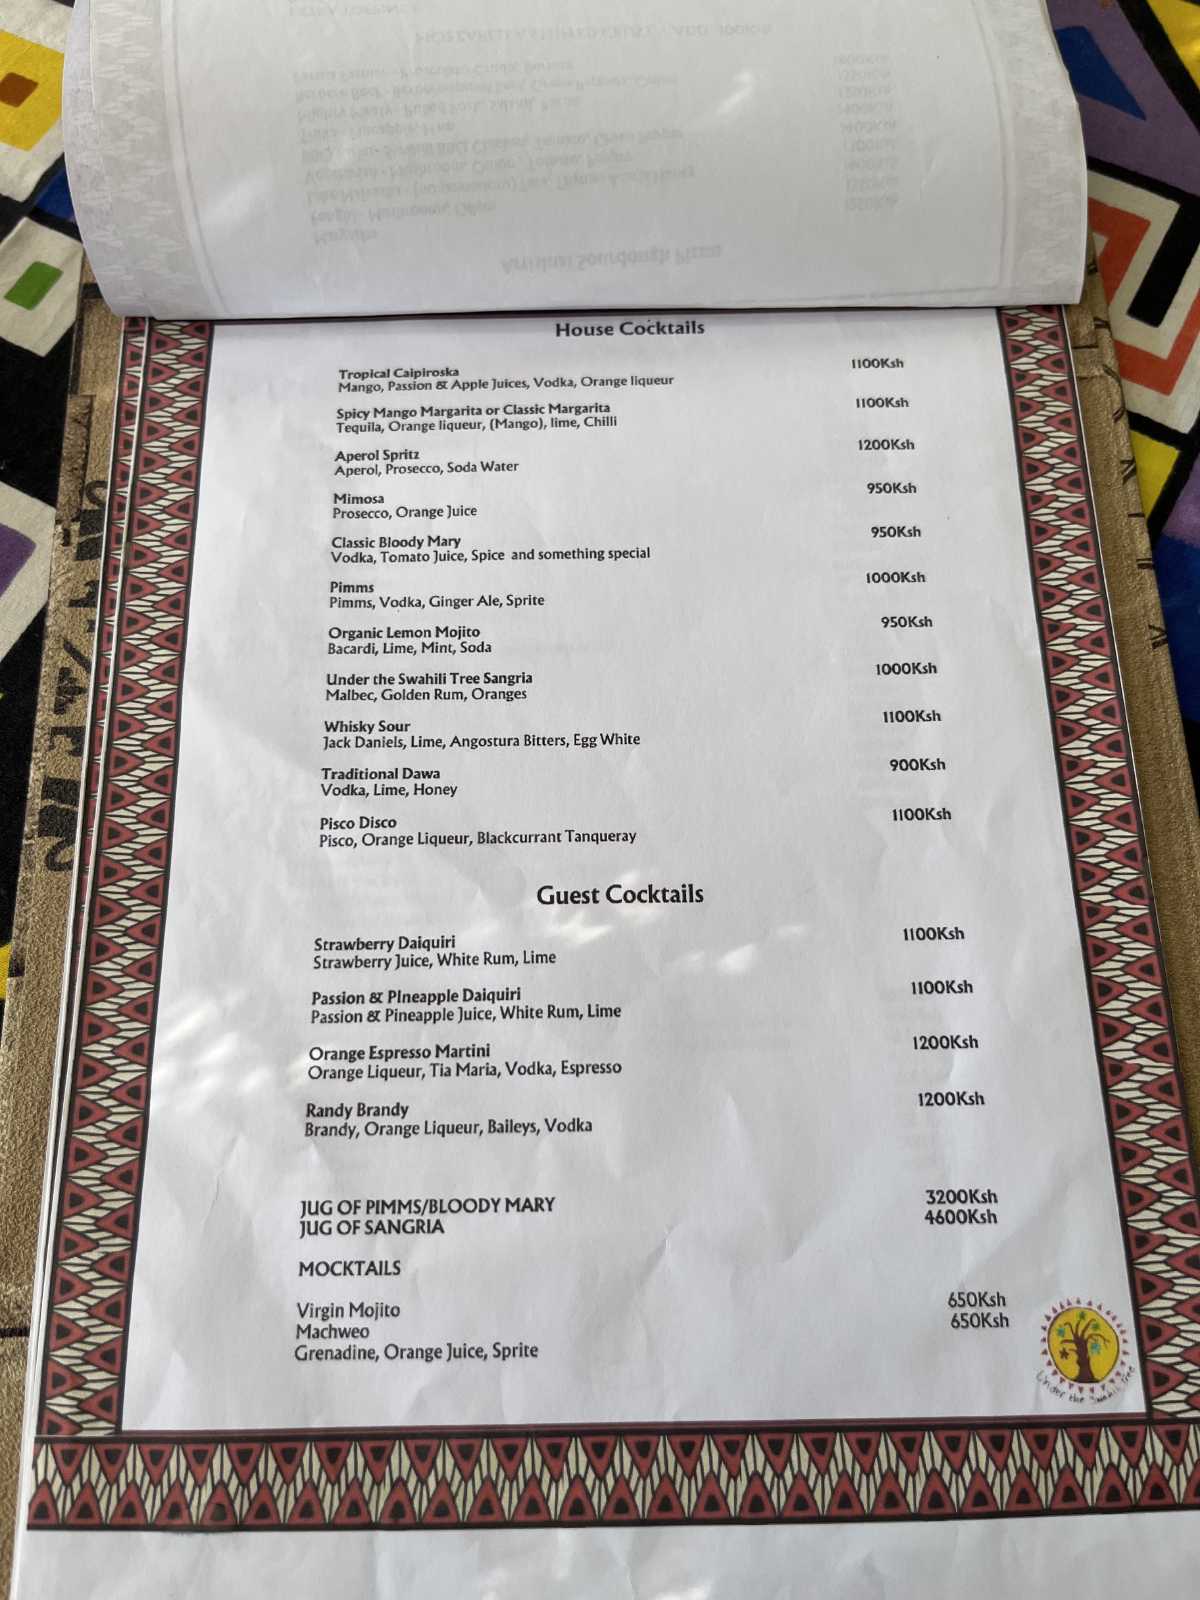 House Cocktails
Tropical Caipiroska 1100Ksh
Mango, Passion & Apple Juices, Vodka, Orange liqueur
Spicy Mango Margarita or Classic Margarita 1100Ksh
Tequila, Orange liqueur, (Mango), lime, Chilli
Aperol Spritz 1200Ksh
Aperol, Prosecco, Soda Water
Mimosa 950Ksh
Prosecco, Orange Juice
Classic Bloody Mary 950Ksh
Vodka, Tomato Juice, Spice and something special
Pimms 1000Ksh
Pimms, Vodka, Ginger Ale, Sprite
Organic Lemon Mojito 950Ksh
Bacardi, Lime, Mint, Soda
Under the Swahili Tree Sangria 1000Ksh
Malbec, Golden Rum, Oranges
Whisky Sour 1100Ksh
Jack Daniels, Lime, Angostura Bitters, Egg White
Traditional Dawa 900Ksh
Vodka, Lime, Honey
Pisco Disco 1100Ksh
Pisco, Orange Liqueur, Blackcurrant Tanqueray
Guest Cocktails
Strawberry Daiquiri 1100Ksh
Strawberry Juice, White Rum, Lime
Passion & PIneapple Daiquiri 1100Ksh
Passion & Pineapple Juice, White Rum, Lime
Orange Espresso Martini 1200Ksh
Orange Liqueur, Tia Maria, Vodka, Espresso
Randy Brandy 1200Ksh
Brandy, Orange Liqueur, Baileys, Vodka
JUG OF PIMMS/BLOODY MARY 3200Ksh
JUG OF SANGRIA 4600Ksh
MOCKTAILS
Virgin Mojito 650Ksh
Machweo 650Ksh
Grenadine, Orange Juice, Sprite
Under the Swahili Tree